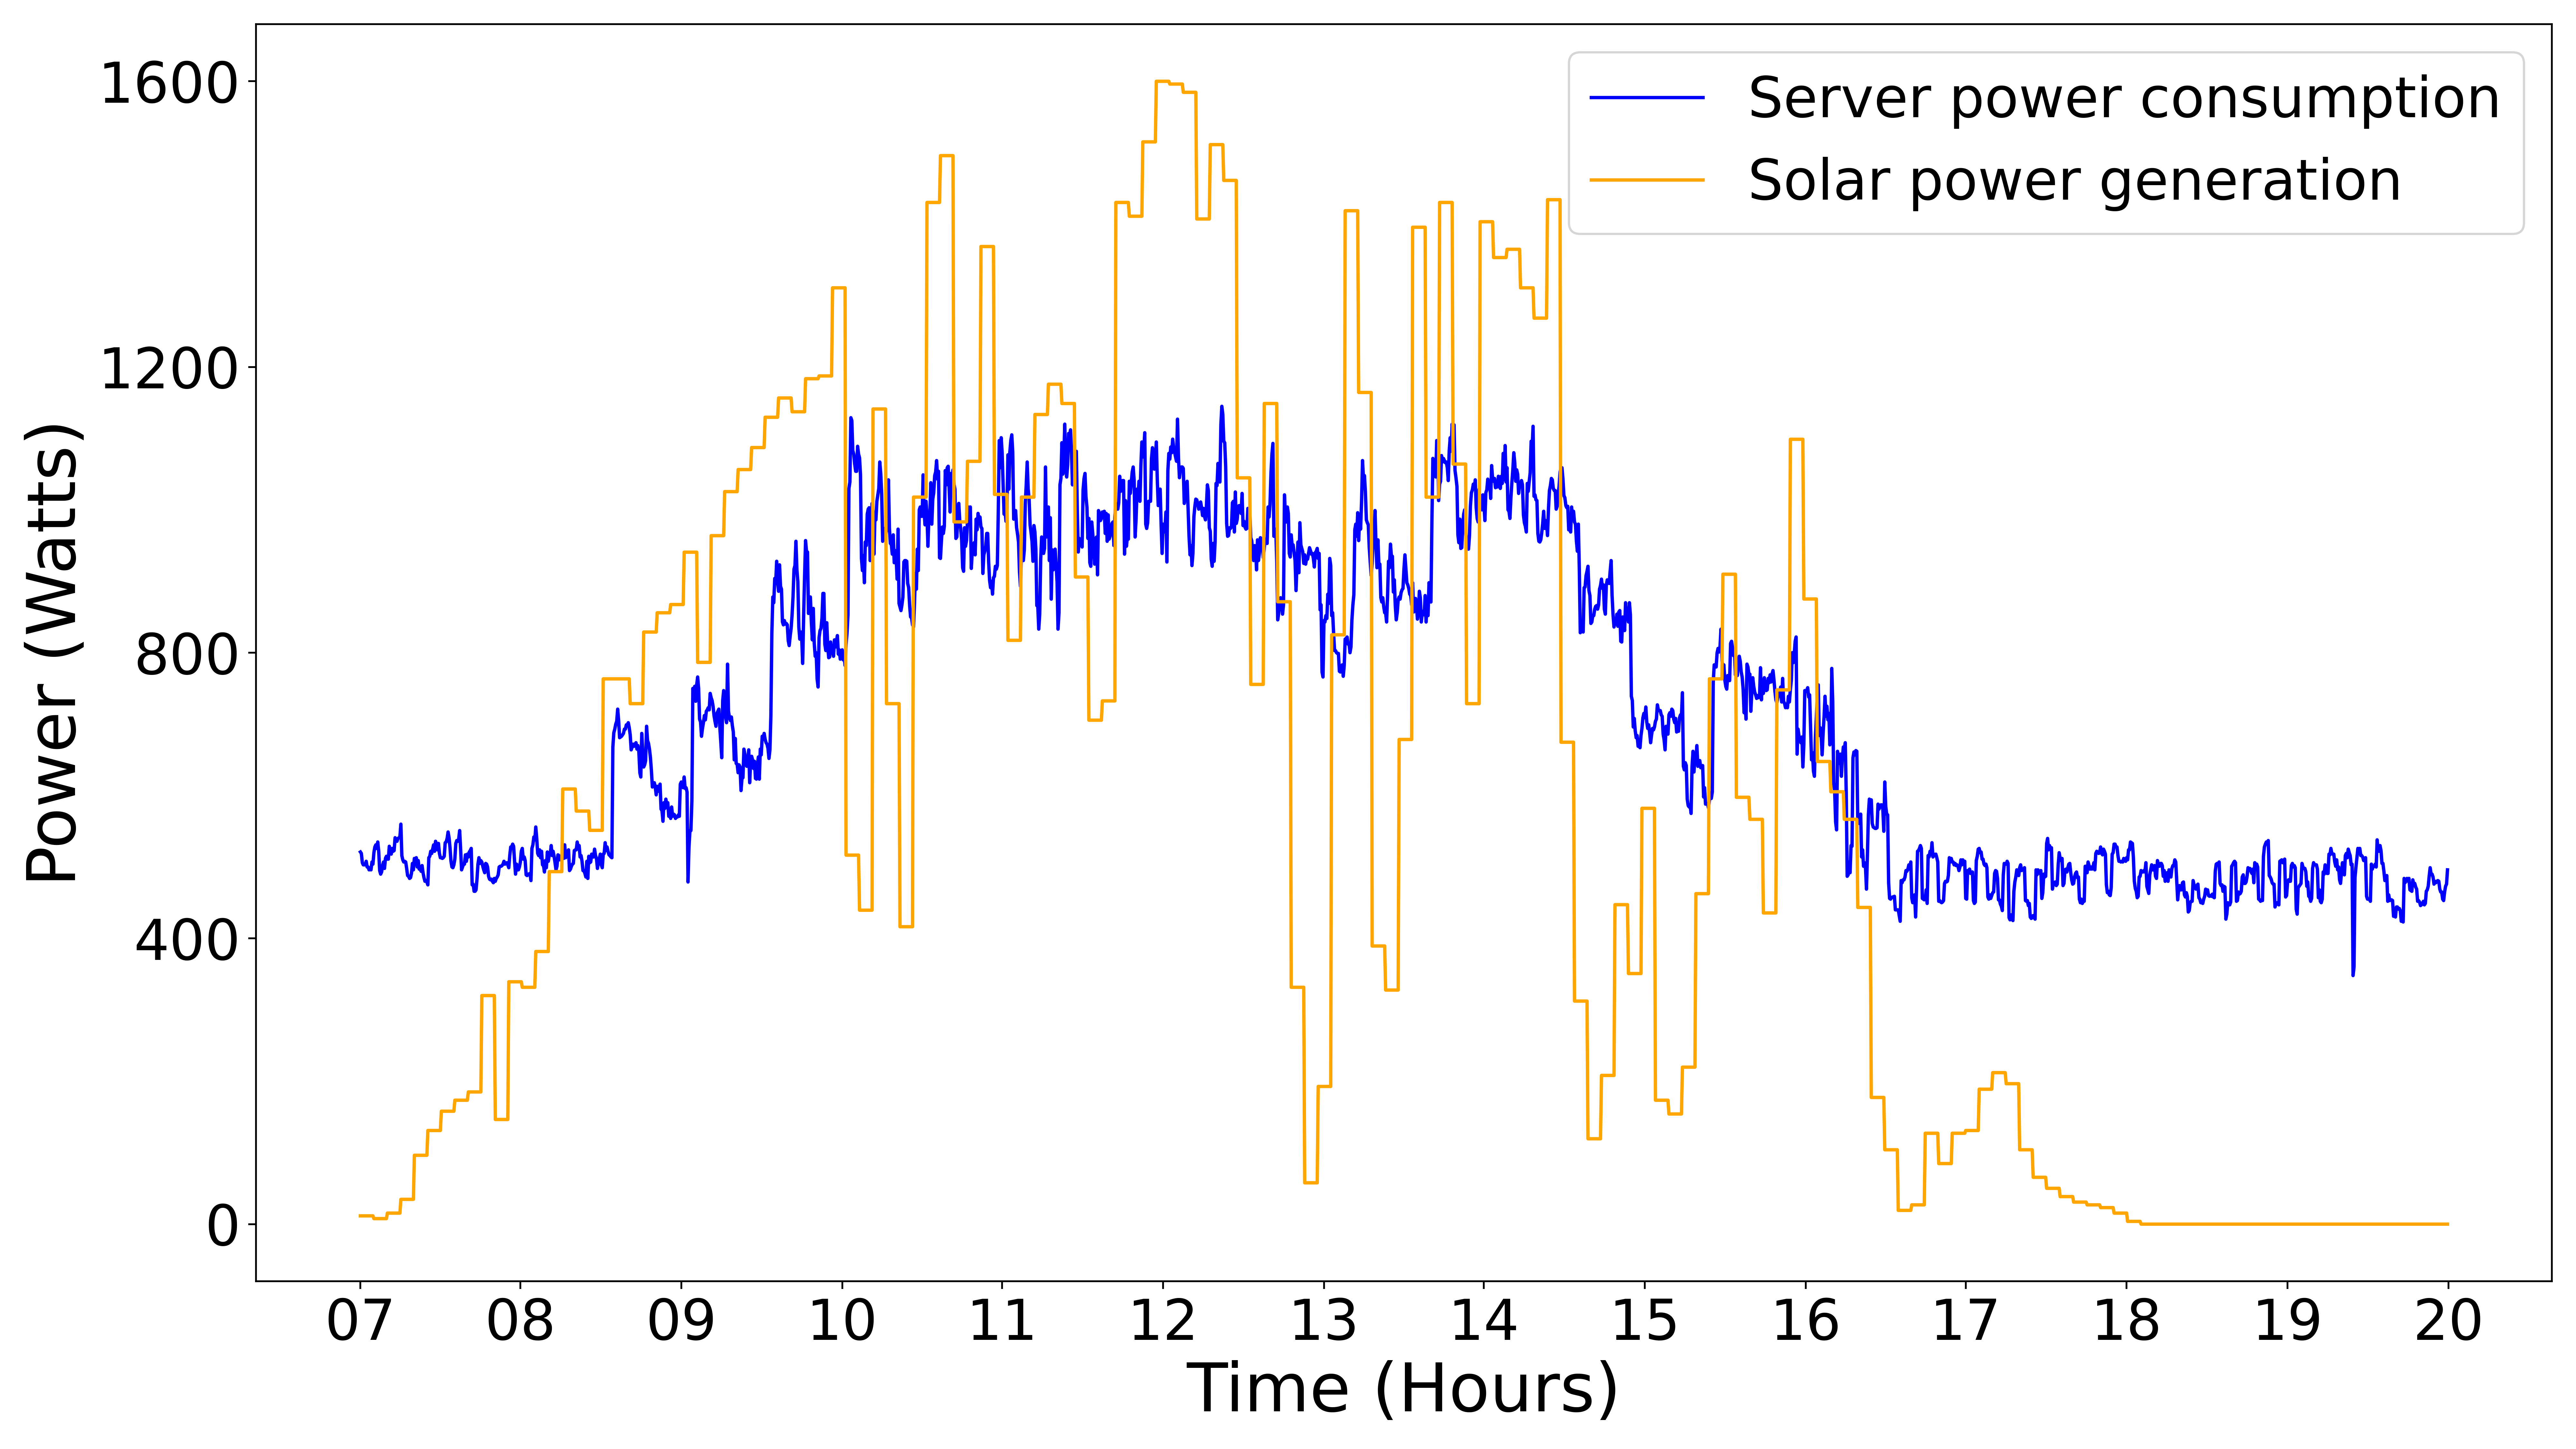 Power (Watts)
1600
1200
800
400
0
Server power consumption
Solar power generation
07 08 09 10 11 12 13 14 15 16 17 18 19 20
Time (Hours)